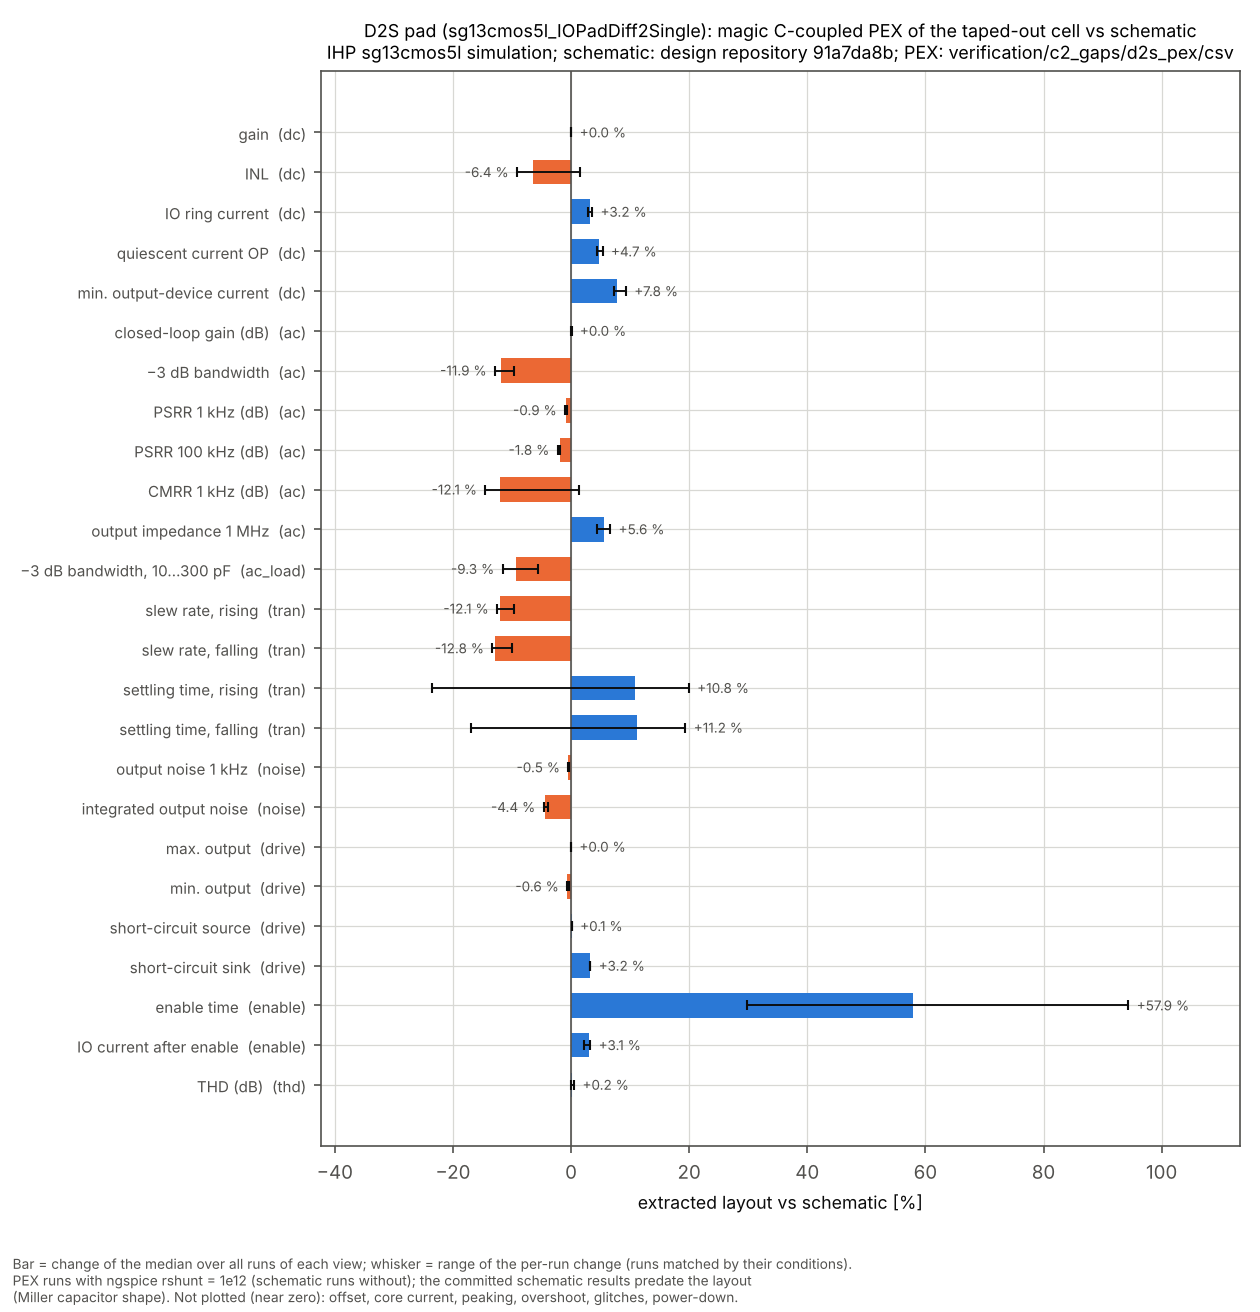 D2S pad (sg13cmos5l_IOPadDiff2Single): magic C-coupled PEX of the taped-out cell vs schematic
IHP sg13cmos5l simulation; schematic: design repository 91a7da8b; PEX: verification/c2_gaps/d2s_pex/csv
gain (dc) +0.0 %
INL (dc) -6.4 %
IO ring current (dc) +3.2 %
quiescent current OP (dc) +4.7 %
min. output-device current (dc) +7.8 %
closed-loop gain (dB) (ac) +0.0 %
−3 dB bandwidth (ac) -11.9 %
PSRR 1 kHz (dB) (ac) -0.9 %
PSRR 100 kHz (dB) (ac) -1.8 %
CMRR 1 kHz (dB) (ac) -12.1 %
output impedance 1 MHz (ac) +5.6 %
−3 dB bandwidth, 10...300 pF (ac_load) -9.3 %
slew rate, rising (tran) -12.1 %
slew rate, falling (tran) -12.8 %
settling time, rising (tran) +10.8 %
settling time, falling (tran) +11.2 %
output noise 1 kHz (noise) -0.5 %
integrated output noise (noise) -4.4 %
max. output (drive) +0.0 %
min. output (drive) -0.6 %
short-circuit source (drive) +0.1 %
short-circuit sink (drive) +3.2 %
enable time (enable) +57.9 %
IO current after enable (enable) +3.1 %
THD (dB) (thd) +0.2 %
−40 −20 0 20 40 60 80 100
extracted layout vs schematic [%]
Bar = change of the median over all runs of each view; whisker = range of the per-run change (runs matched by their conditions).
PEX runs with ngspice rshunt = 1e12 (schematic runs without); the committed schematic results predate the layout
(Miller capacitor shape). Not plotted (near zero): offset, core current, peaking, overshoot, glitches, power-down.